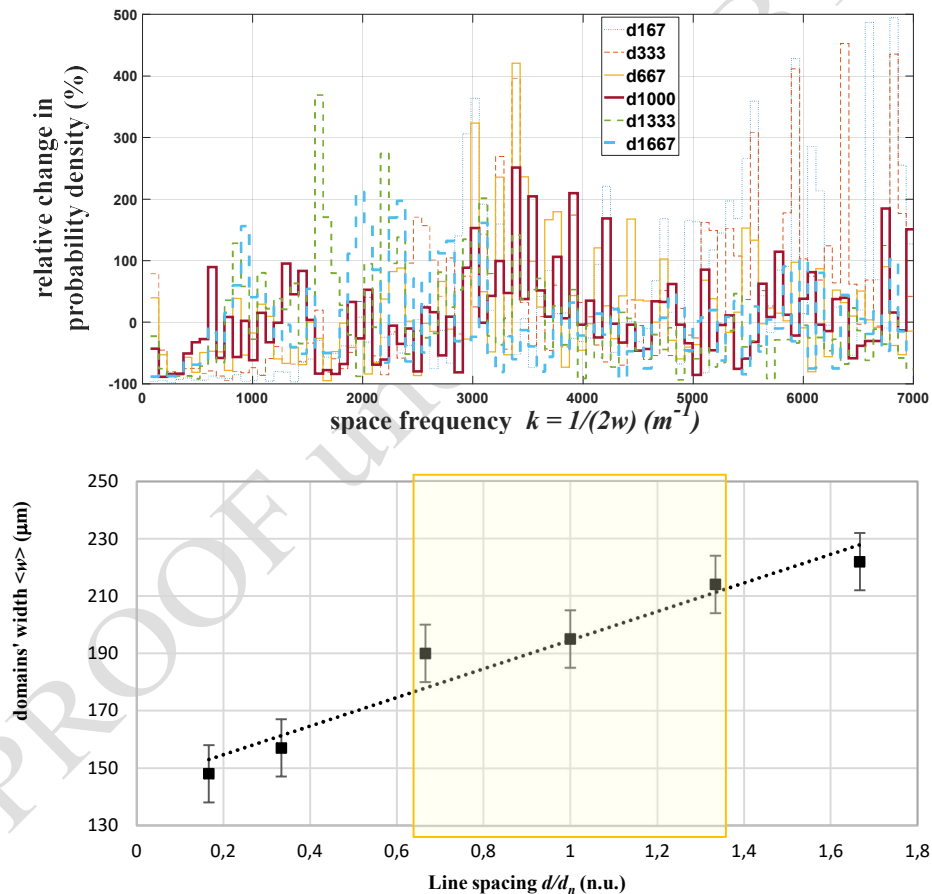 500
400
300
200
100
0
-100
relative change in
probability density (%)
d167
d333
d667
d1000
d1333
d1667
0 1000 2000 3000 4000 5000 6000 7000
space frequency k = 1/(2w) (m⁻¹)
PROOF
250
230
210
190
170
150
130
domains' width <w> (µm)
0 0,2 0,4 0,6 0,8 1 1,2 1,4 1,6 1,8
Line spacing d/dₙ (n.u.)